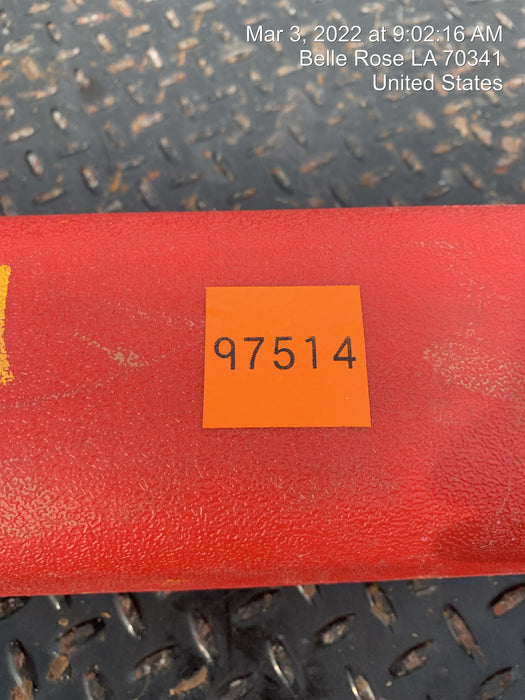 Mar 3, 2022 at 9:02:16 AM
Belle Rose LA 70341
United States
97514